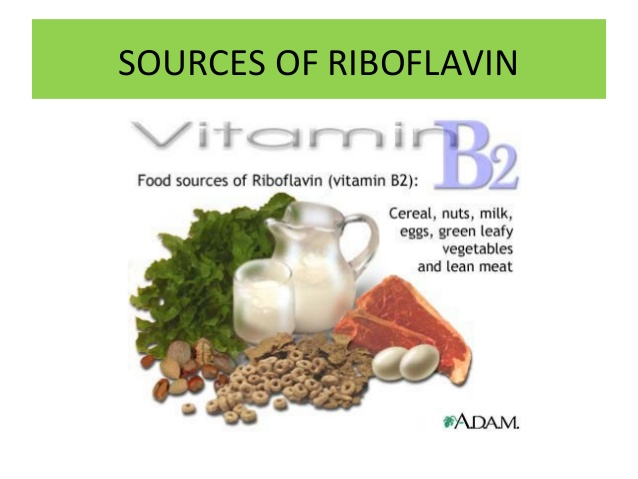 SOURCES OF RIBOFLAVIN
Vitamin B2
Food sources of Riboflavin (vitamin B2):
Cereal, nuts, milk,
eggs, green leafy
vegetables
and lean meat
A.D.A.M.